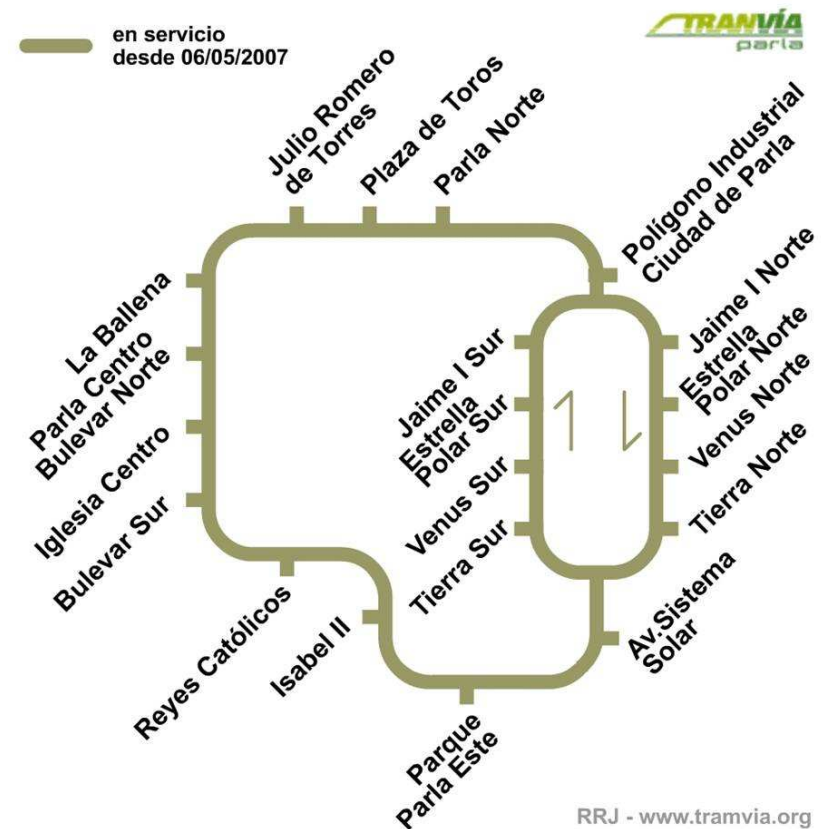 en servicio
desde 06/05/2007
TRANVÍA
parla
Julio Romero
de Torres
Plaza de Toros
Parla Norte
Polígono Industrial
Ciudad de Parla
La Ballena
Parla Centro
Bulevar Norte
Iglesia Centro
Bulevar Sur
Jaime I Sur
Estrella
Polar Sur
Venus Sur
Tierra Sur
Jaime I Norte
Estrella
Polar Norte
Venus Norte
Tierra Norte
Reyes Católicos
Isabel II
Parque
Parla Este
Av.Sistema
Solar
RRJ - www.tramvia.org